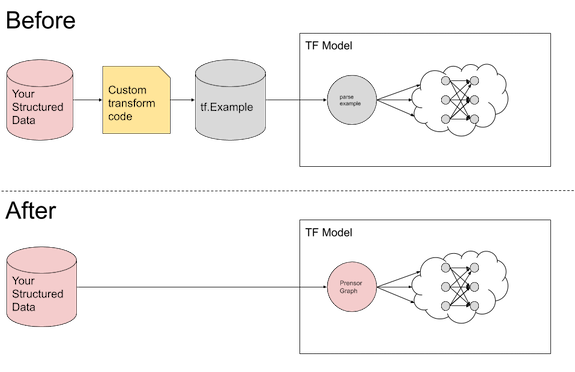 Before
TF Model
Your
Structured
Data
Custom
transform
code
tf.Example
parse
example
After
TF Model
Your
Structured
Data
Prensor
Graph